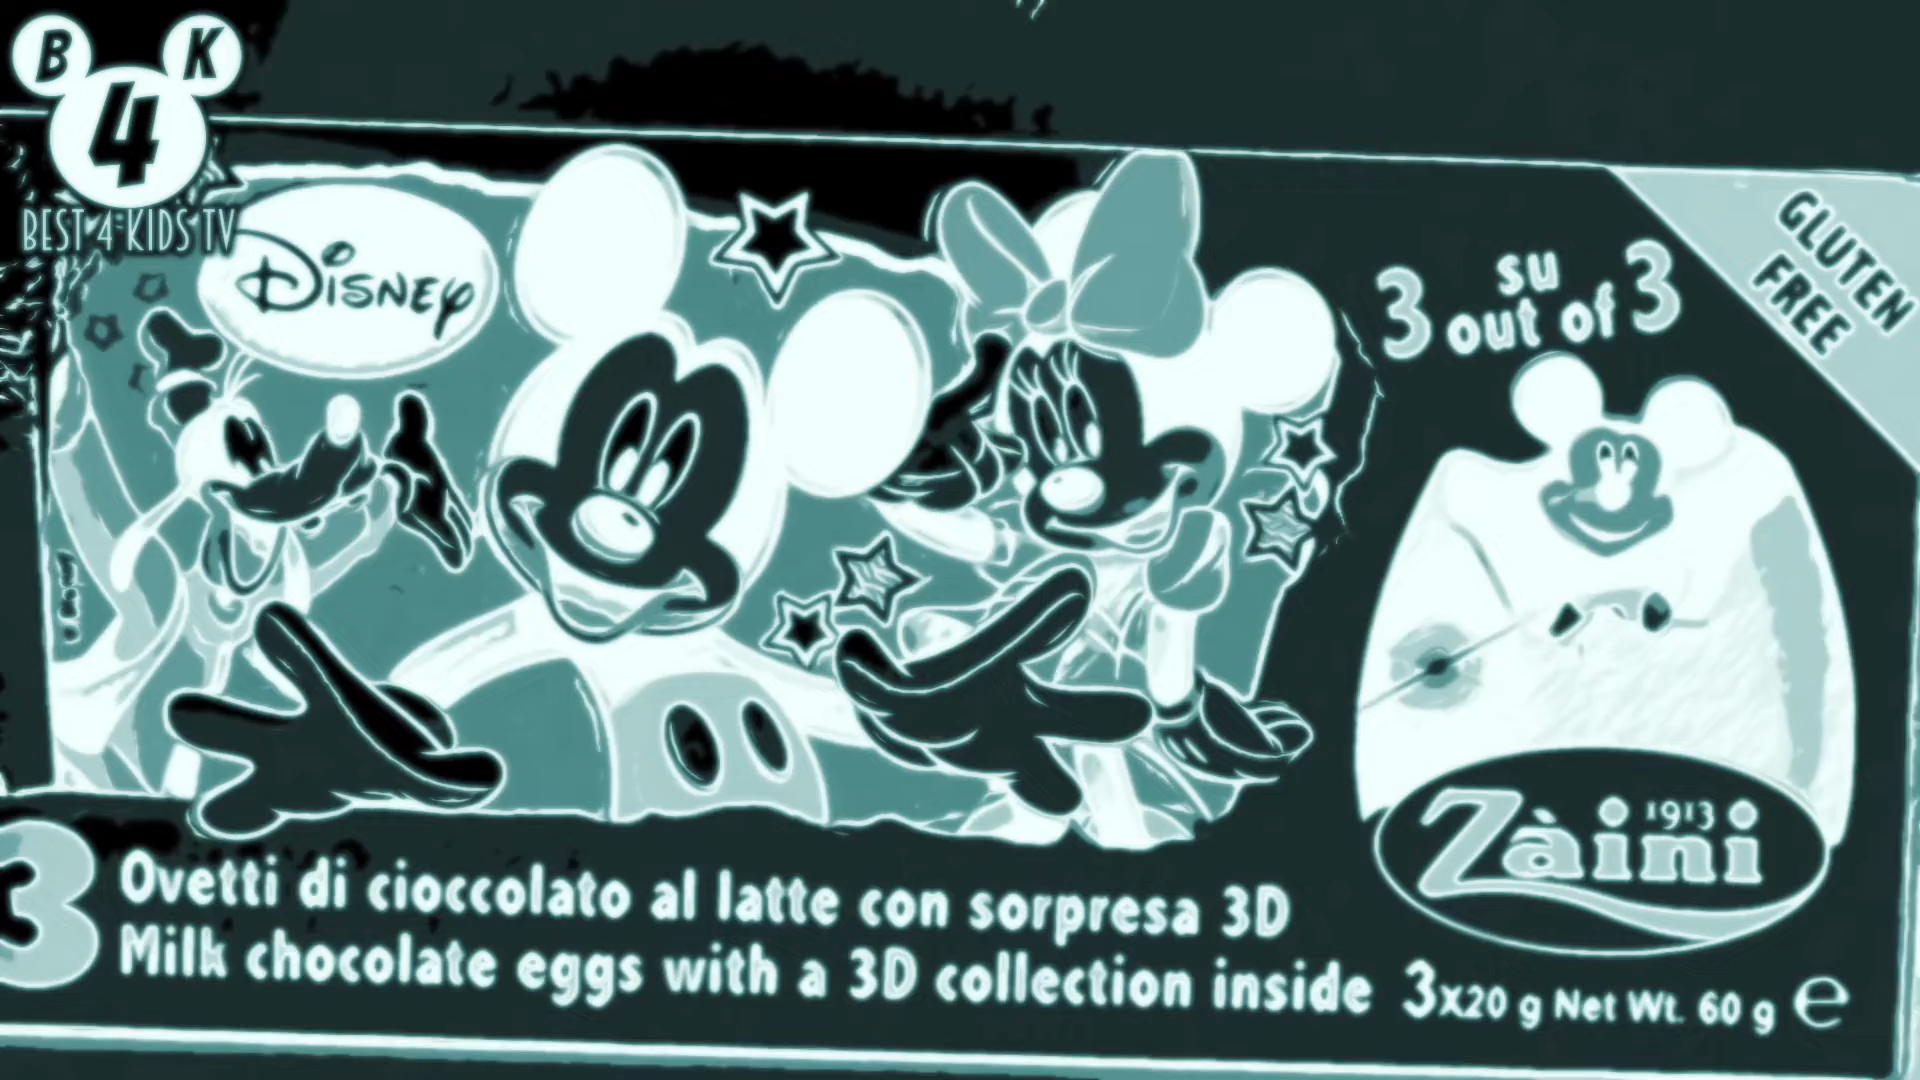 B K
4
BEST 4 KIDS TV
Disney
GLUTEN
FREE
su
3 out of 3
1913
Zàini
3
Ovetti di cioccolato al latte con sorpresa 3D
Milk chocolate eggs with a 3D collection inside
3x20 g Net Wt. 60 g e